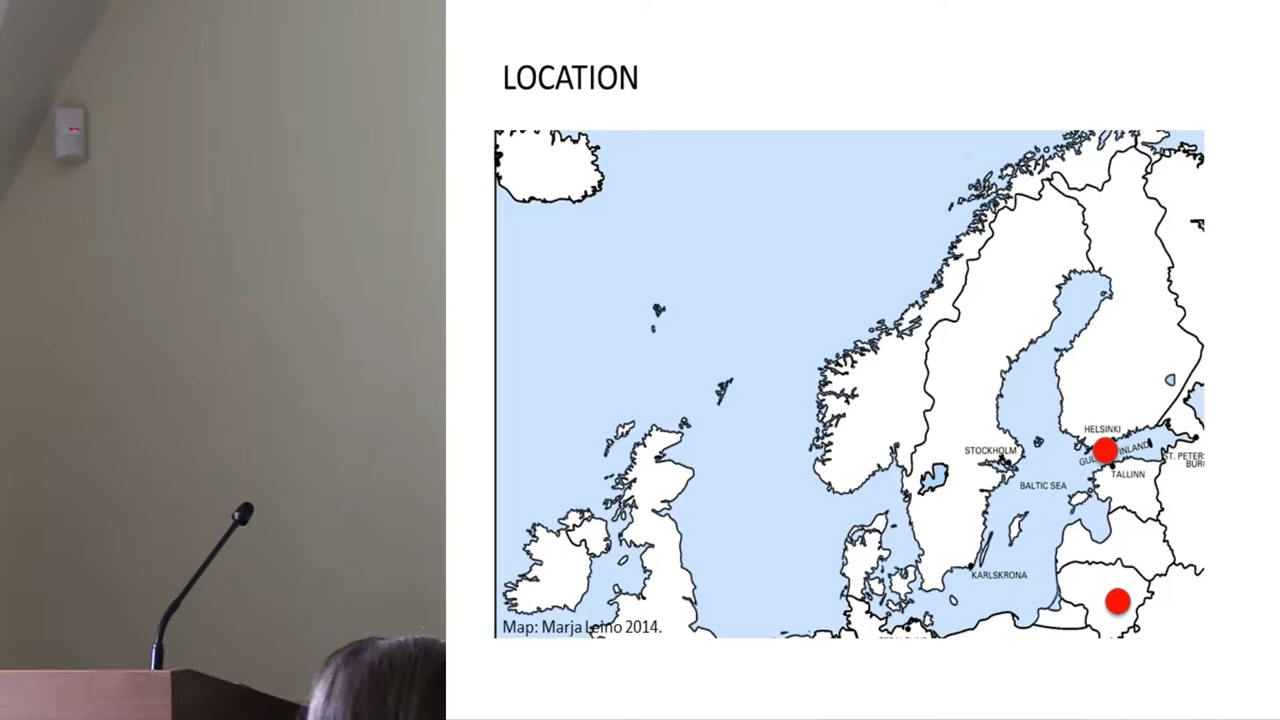 LOCATION
HELSINKI
STOCKHOLM
TALLINN
BALTIC SEA
KARLSKRONA
Map: Marja Leino 2014.